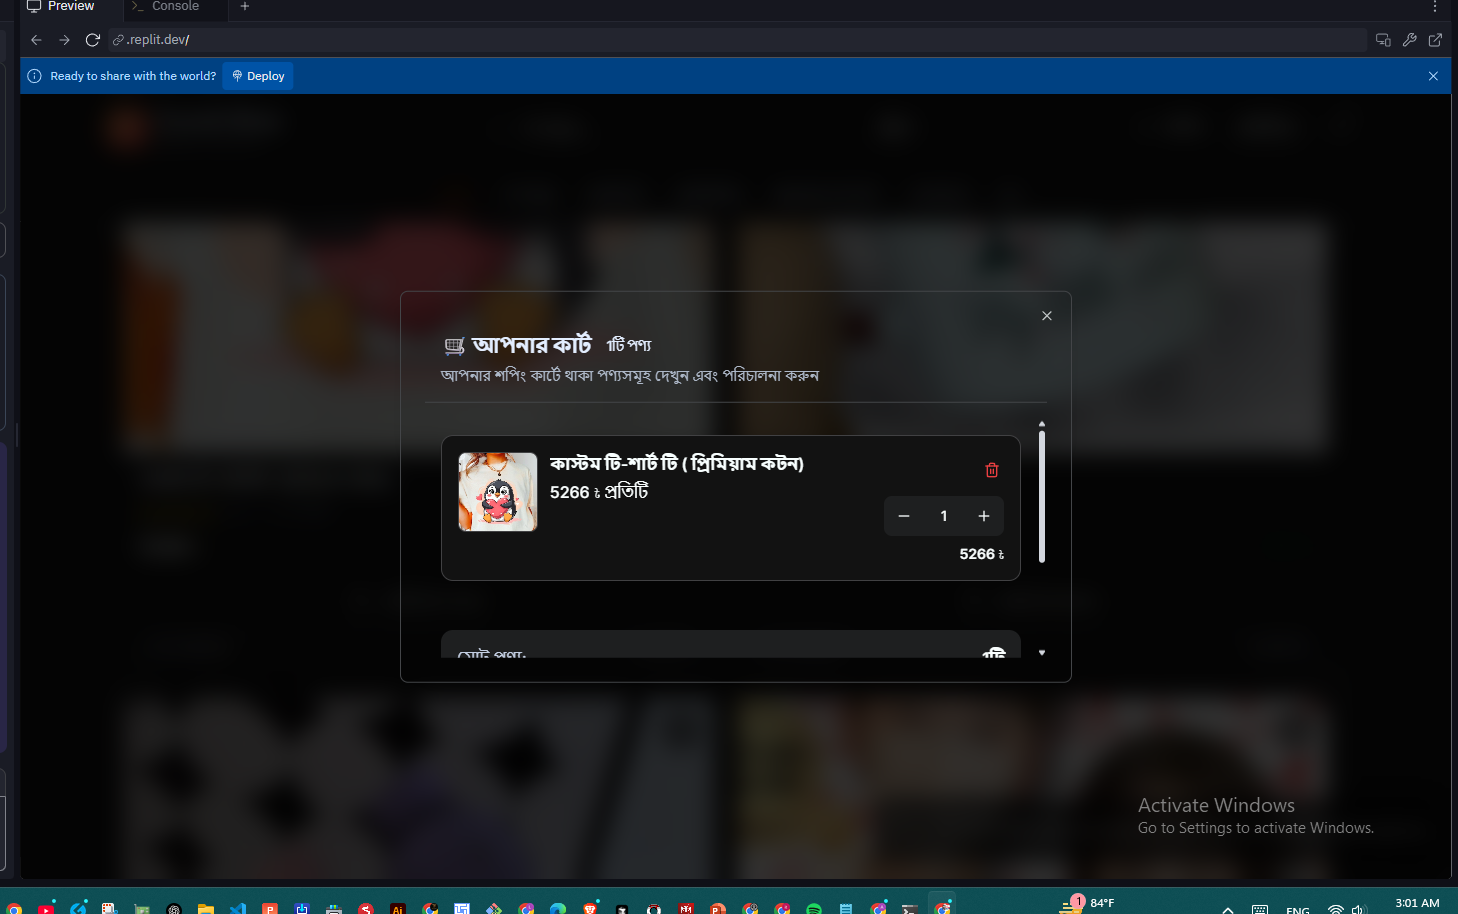 Preview
Console
.replit.dev/
Ready to share with the world?
Deploy
আপনার কার্ট
1টি পণ্য
আপনার শপিং কার্টে থাকা পণ্যসমূহ দেখুন এবং পরিচালনা করুন
কাস্টম টি-শার্ট টি ( প্রিমিয়াম কটন)
5266 ৳ প্রতিটি
1
5266 ৳
মোট পণ্য:
1টি
Activate Windows
Go to Settings to activate Windows.
1
84°F
ENG
3:01 AM